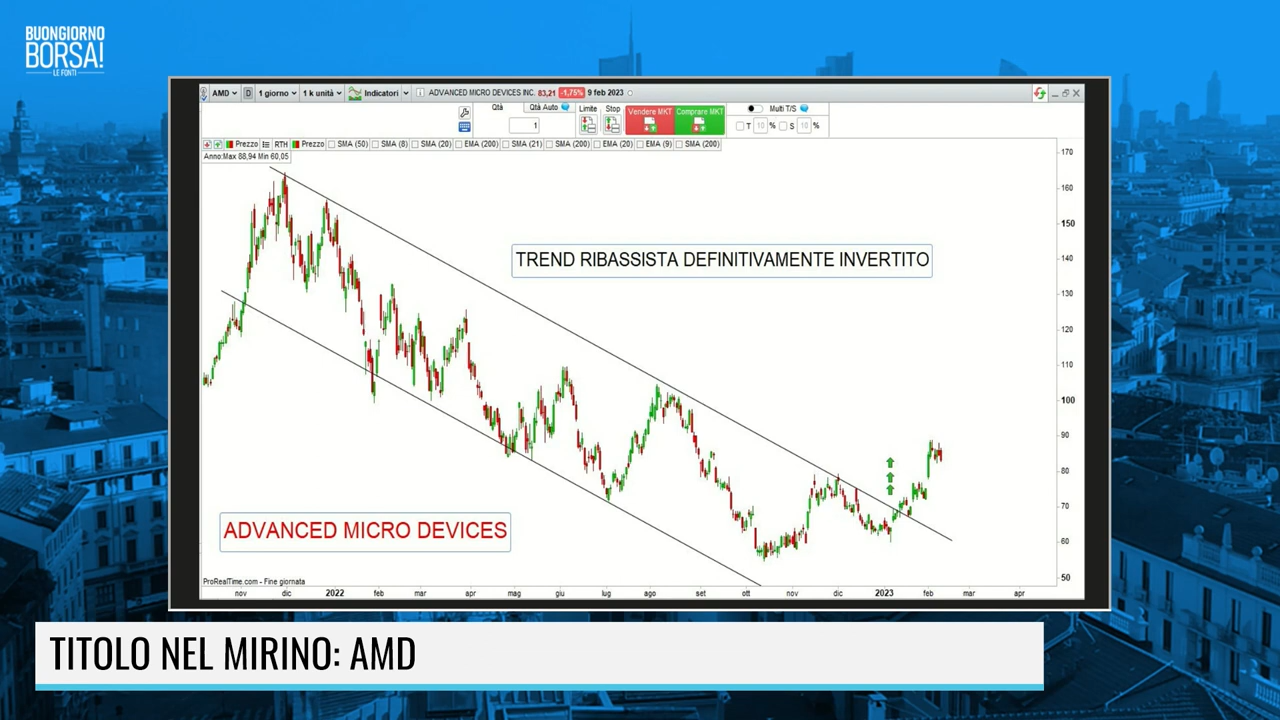 BUONGIORNO
BORSA!
LE FONTI
AMD D 1 giorno 1 k unità Indicatori ADVANCED MICRO DEVICES INC. 83,21 -1,75% 9 feb 2023
Qtà Qtà Auto Limite Stop Vendere MKT Comprare MKT Multi T/S
1 T 10 % S 10 %
Prezzo RTH Prezzo SMA (50) SMA (8) SMA (20) EMA (200) SMA (21) SMA (200) EMA (20) EMA (9) SMA (200)
Anno:Max 88,94 Min 60,05
170
160
150
140
130
120
110
100
90
80
70
60
50
TREND RIBASSISTA DEFINITIVAMENTE INVERTITO
ADVANCED MICRO DEVICES
ProRealTime.com - Fine giornata
nov dic 2022 feb mar apr mag giu lug ago set ott nov dic 2023 feb mar apr
TITOLO NEL MIRINO: AMD